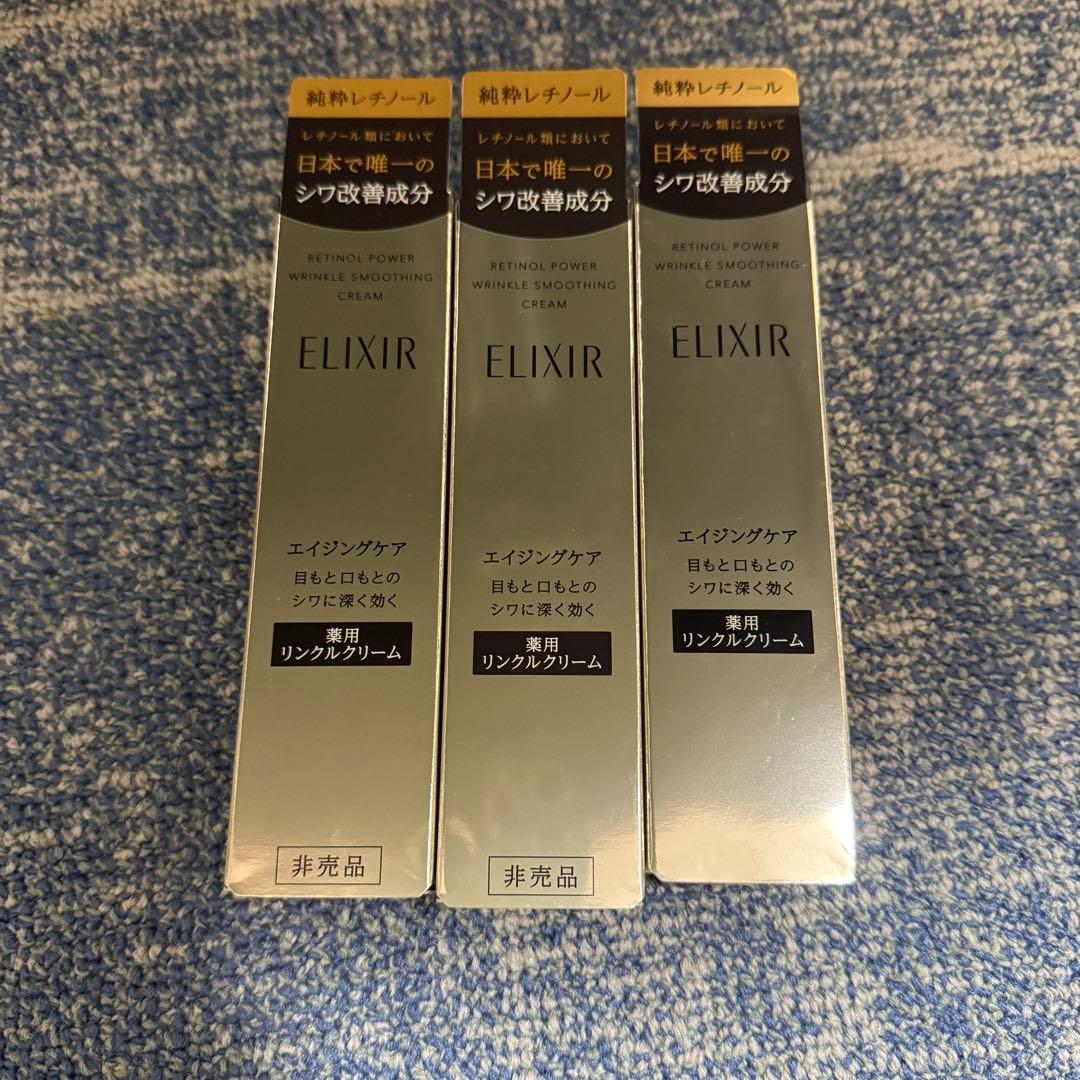 純粋レチノール
レチノール類において
日本で唯一の
シワ改善成分
RETINOL POWER
WRINKLE SMOOTHING
CREAM
ELIXIR
エイジングケア
目もと口もとの
シワに深く効く
薬用
リンクルクリーム
非売品
純粋レチノール
レチノール類において
日本で唯一の
シワ改善成分
RETINOL POWER
WRINKLE SMOOTHING
CREAM
ELIXIR
エイジングケア
目もと口もとの
シワに深く効く
薬用
リンクルクリーム
非売品
純粋レチノール
レチノール類において
日本で唯一の
シワ改善成分
RETINOL POWER
WRINKLE SMOOTHING
CREAM
ELIXIR
エイジングケア
目もと口もとの
シワに深く効く
薬用
リンクルクリーム